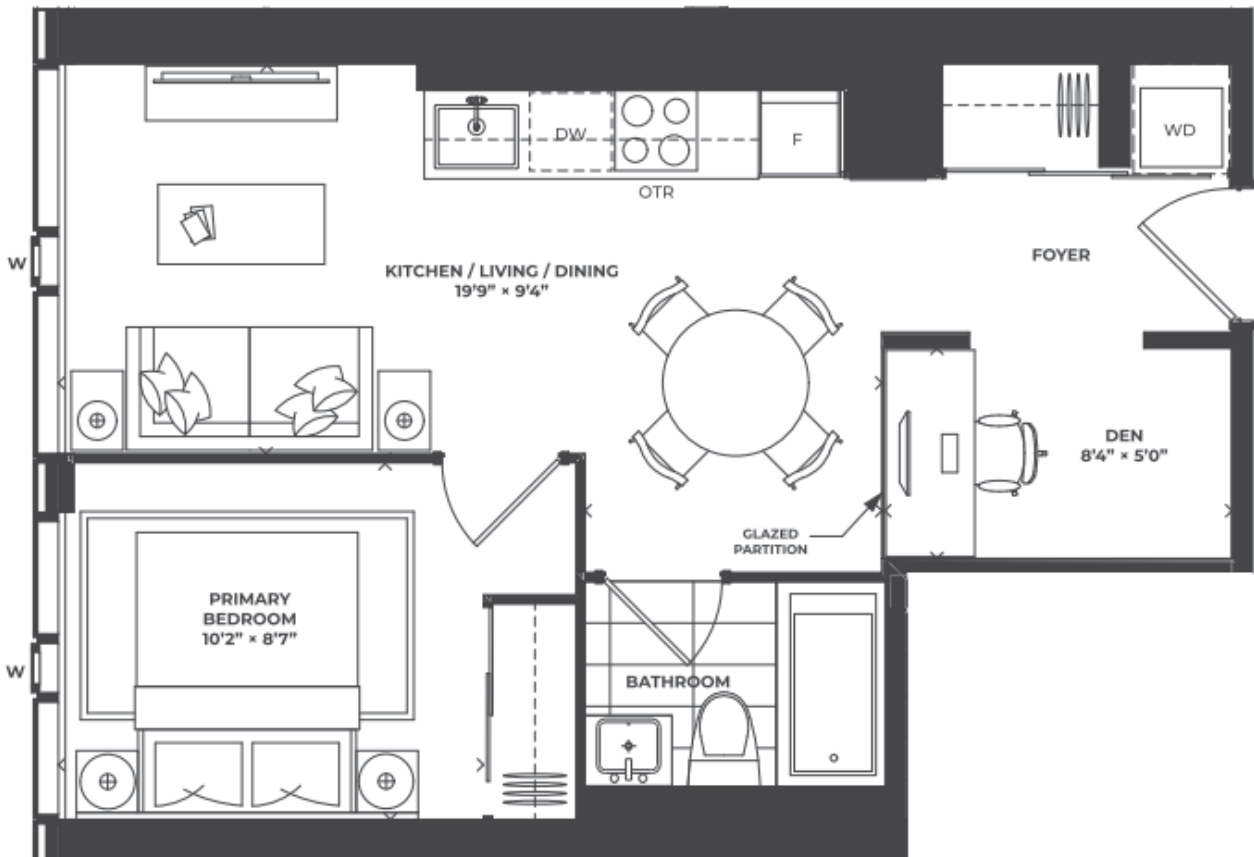 DW
F
WD
OTR
W
KITCHEN / LIVING / DINING
19'9" × 9'4"
FOYER
DEN
8'4" × 5'0"
GLAZED
PARTITION
PRIMARY
BEDROOM
10'2" × 8'7"
W
BATHROOM